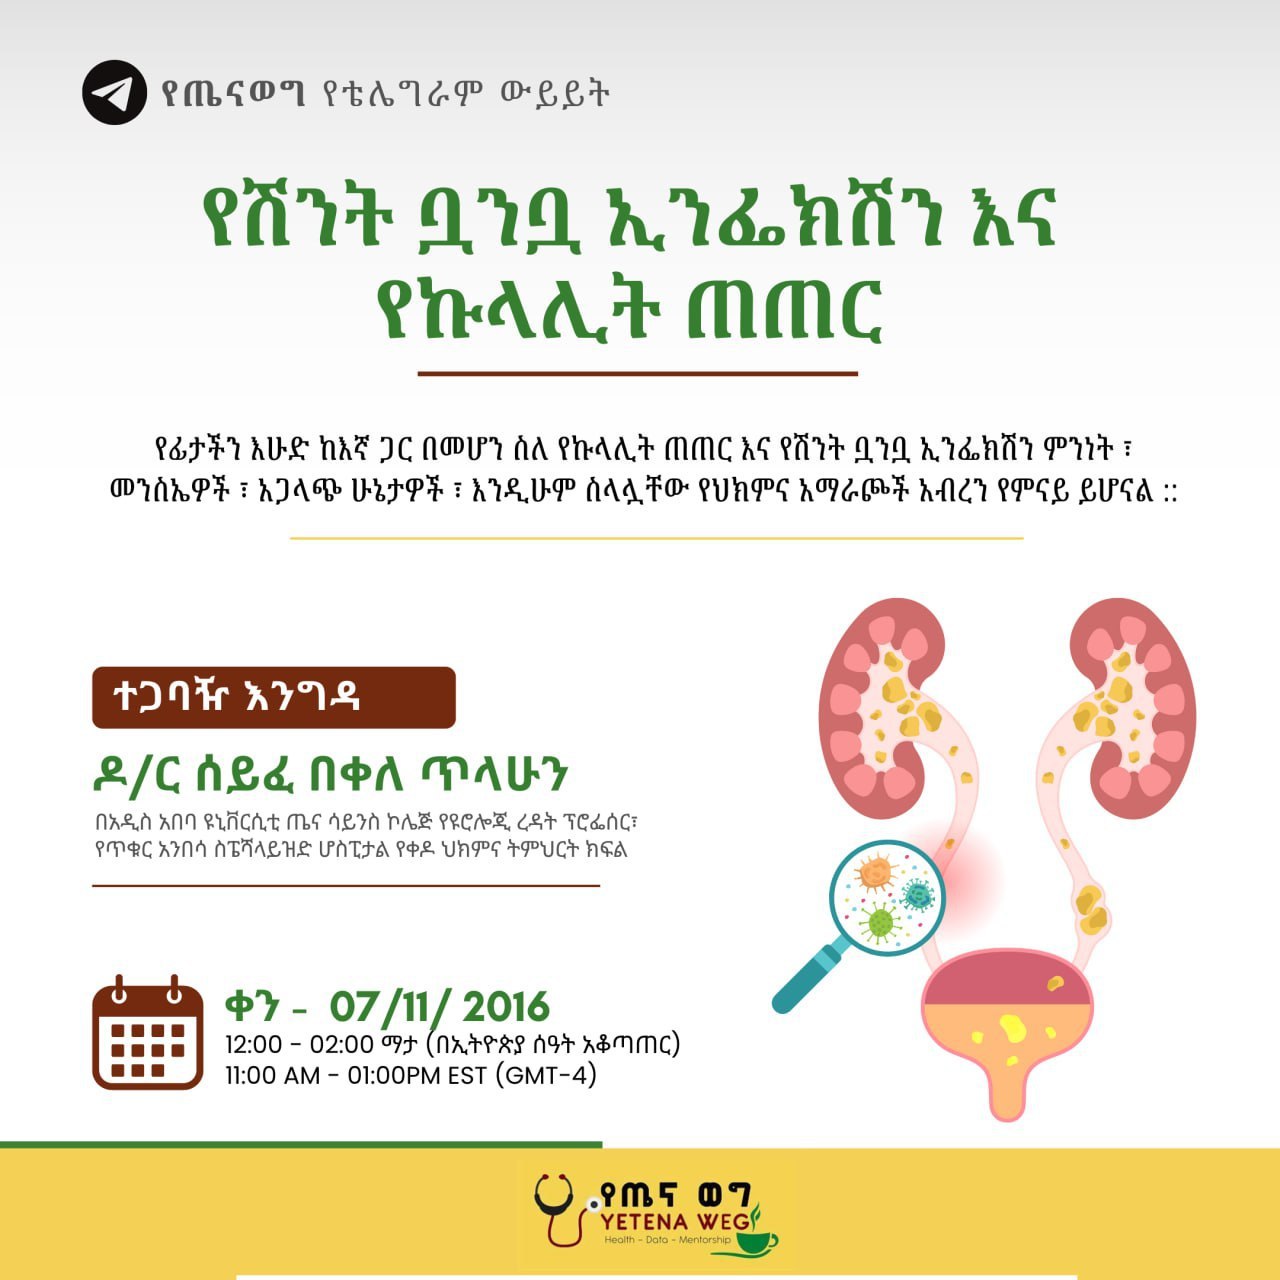 የጤናወግ የቴሌግራም ውይይት
የሽንት ቧንቧ ኢንፌክሽን እና
የኩላሊት ጠጠር
የፊታችን እሁድ ከእኛ ጋር በመሆን ስለ የኩላሊት ጠጠር እና የሽንት ቧንቧ ኢንፌክሽን ምንነት ፣
መንስኤዎች ፣ አጋላጭ ሁኔታዎች ፣ እንዲሁም ስላሏቸው የህክምና አማራጮች አብረን የምናይ ይሆናል ::
ተጋባዥ እንግዳ
ዶ/ር ሰይፈ በቀለ ጥላሁን
በአዲስ አበባ ዩኒቨርሲቲ ጤና ሳይንስ ኮሌጅ የዩሮሎጂ ረዳት ፕሮፌሰር፣
የጥቁር አንበሳ ስፔሻላይዝድ ሆስፒታል የቀዶ ህክምና ትምህርት ክፍል
ቀን - 07/11/ 2016
12:00 - 02:00 ማታ (በኢትዮጵያ ሰዓት አቆጣጠር)
11:00 AM - 01:00PM EST (GMT-4)
የጤና ወግ
YETENA WEG
Health - Data - Mentorship